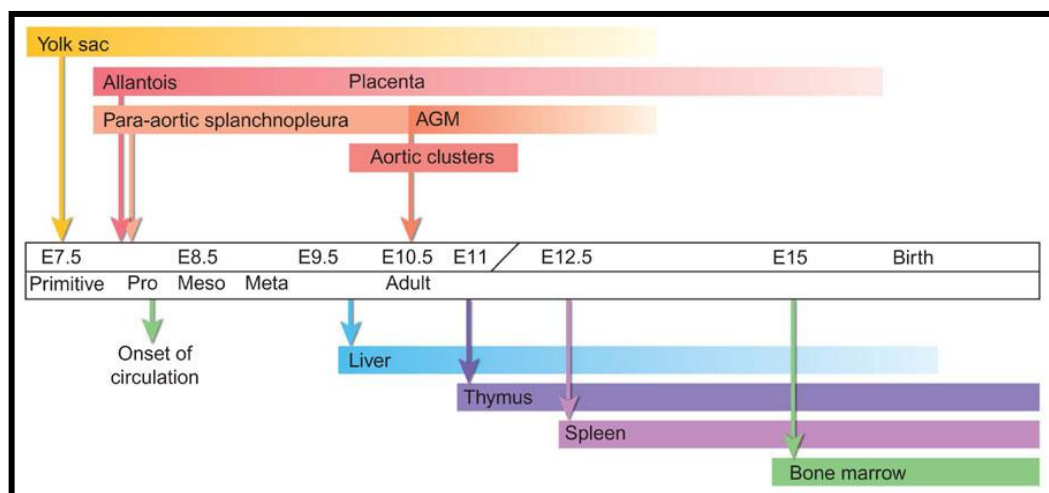 Yolk sac
Allantois Placenta
Para-aortic splanchnopleura AGM
Aortic clusters
E7.5 E8.5 E9.5 E10.5 E11 E12.5 E15 Birth
Primitive Pro Meso Meta Adult
Onset of
circulation
Liver
Thymus
Spleen
Bone marrow